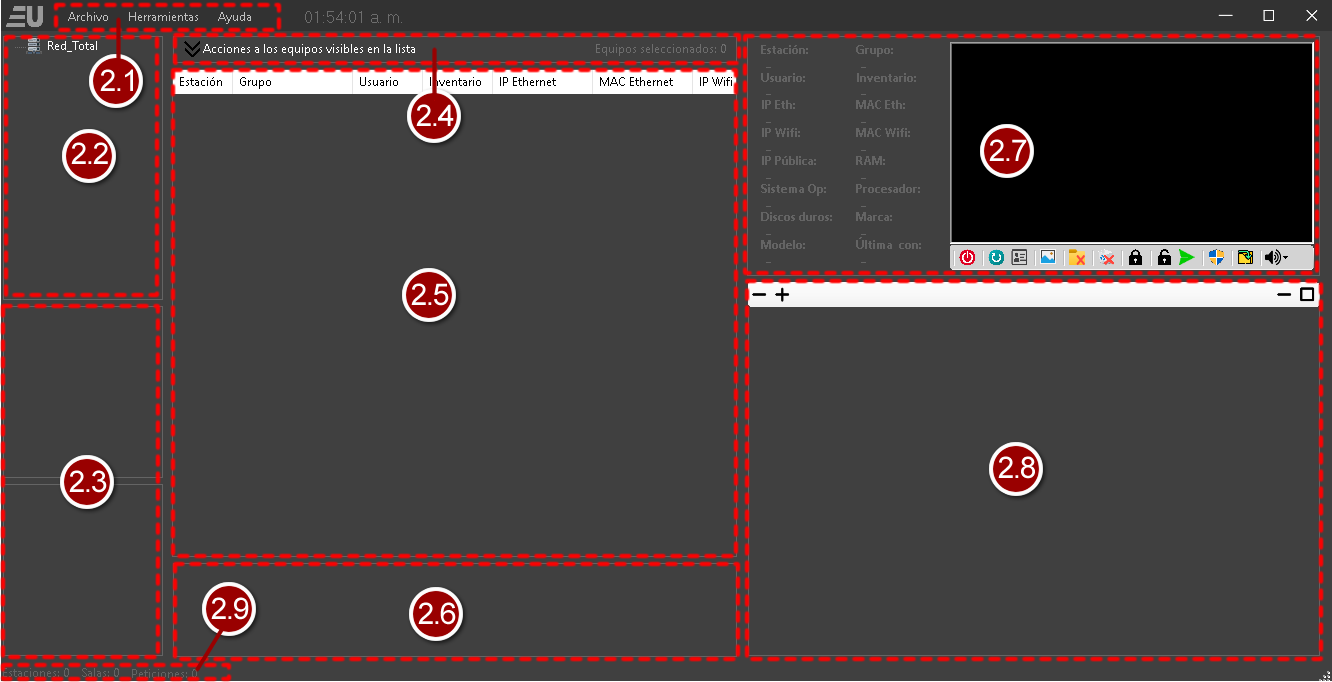 EU Archivo Herramientas Ayuda 01:54:01 a. m.
Red_Total
2.1
2.2
2.3
Acciones a los equipos visibles en la lista Equipos seleccionados: 0
Estación Grupo Usuario Inventario IP Ethernet MAC Ethernet IP Wifi
2.4
2.5
2.6
Estación: Grupo:
_ _
Usuario: Inventario:
_ _
IP Eth: MAC Eth:
_ _
IP Wifi: MAC Wifi:
_ _
IP Pública: RAM:
_ _
Sistema Op: Procesador:
_ _
Discos duros: Marca:
_ _
Modelo: Última con:
_ _
2.7
2.8
2.9
Estaciones: 0 Salas: 0 Peticiones: 0